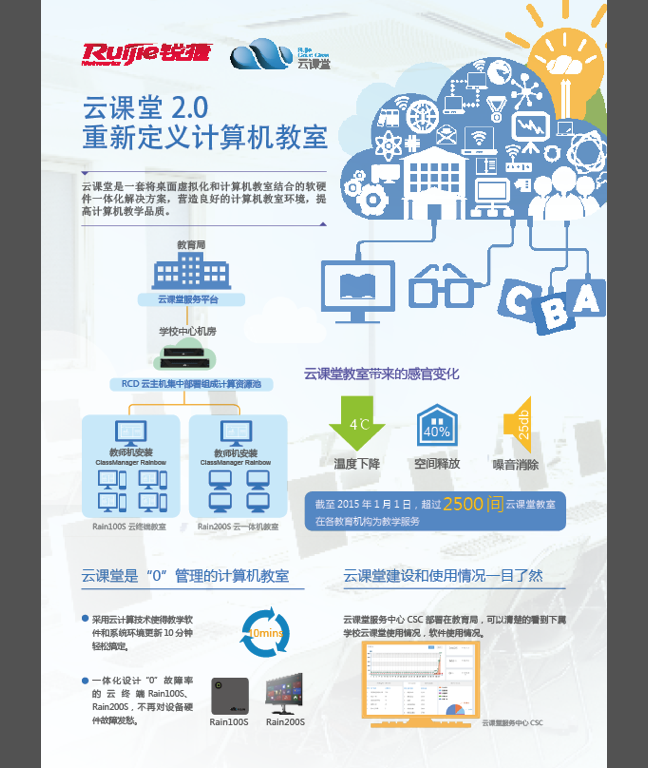 Ruijie锐捷
Networks
Ruijie
Cloud Class
云课堂
云课堂 2.0
重新定义计算机教室
云课堂是一套将桌面虚拟化和计算机教室结合的软硬
件一体化解决方案，营造良好的计算机教室环境，提
高计算机教学品质。
教育局
云课堂服务平台
学校中心机房
RCD 云主机集中部署组成计算资源池
教师机安装
ClassManager Rainbow
教师机安装
ClassManager Rainbow
Rain100S 云终端教室
//
Rain200S 云一体机教室
C
B
A
云课堂教室带来的感官变化
4℃
40%
25db
温度下降
空间释放
噪音消除
截至 2015 年 1 月 1 日，超过 2500 间 云课堂教室
在各教育机构为教学服务
云课堂是“0”管理的计算机教室
采用云计算技术使得教学软
件和系统环境更新 10 分钟
轻松搞定。
10mins
一体化设计 “0” 故障率
的云终端 Rain100S、
Rain200S，不再对设备硬
件故障发愁。
Rain100S
Rain200S
云课堂建设和使用情况一目了然
云课堂服务中心 CSC 部署在教育局，可以清楚的看到下属
学校云课堂使用情况，软件使用情况。
云课堂服务中心 CSC